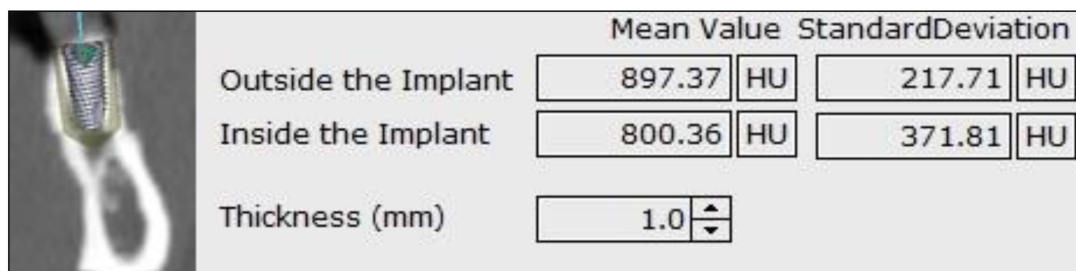 Mean Value StandardDeviation
Outside the Implant 897.37 HU 217.71 HU
Inside the Implant 800.36 HU 371.81 HU
Thickness (mm) 1.0